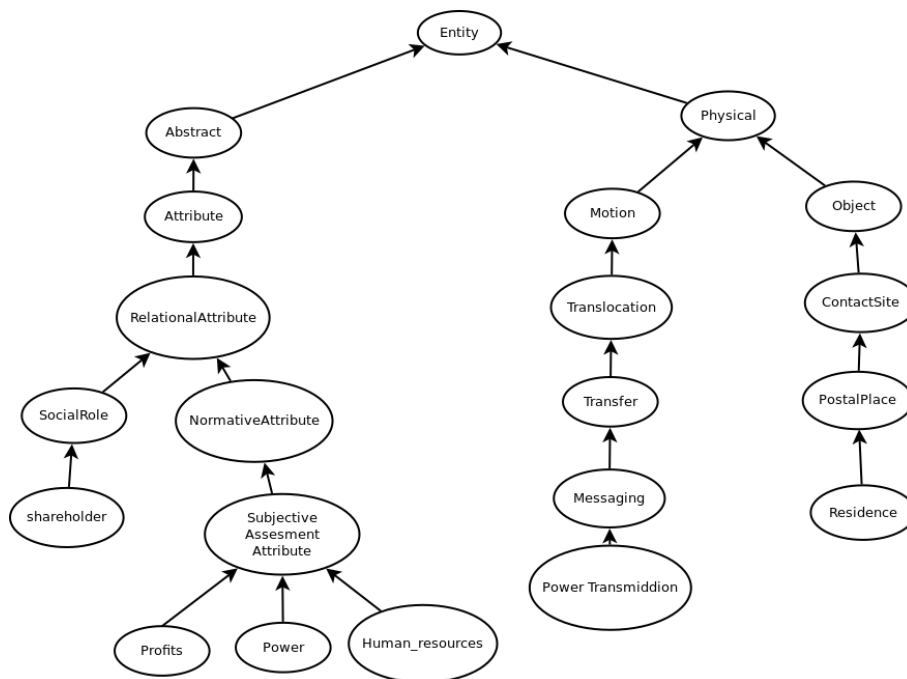 Entity
Physical
Abstract
Attribute
Motion
Object
RelationalAttribute
Translocation
ContactSite
SocialRole
NormativeAttribute
Transfer
PostalPlace
shareholder
Subjective
Assesment
Attribute
Messaging
Residence
Power Transmiddion
Profits
Power
Human_resources